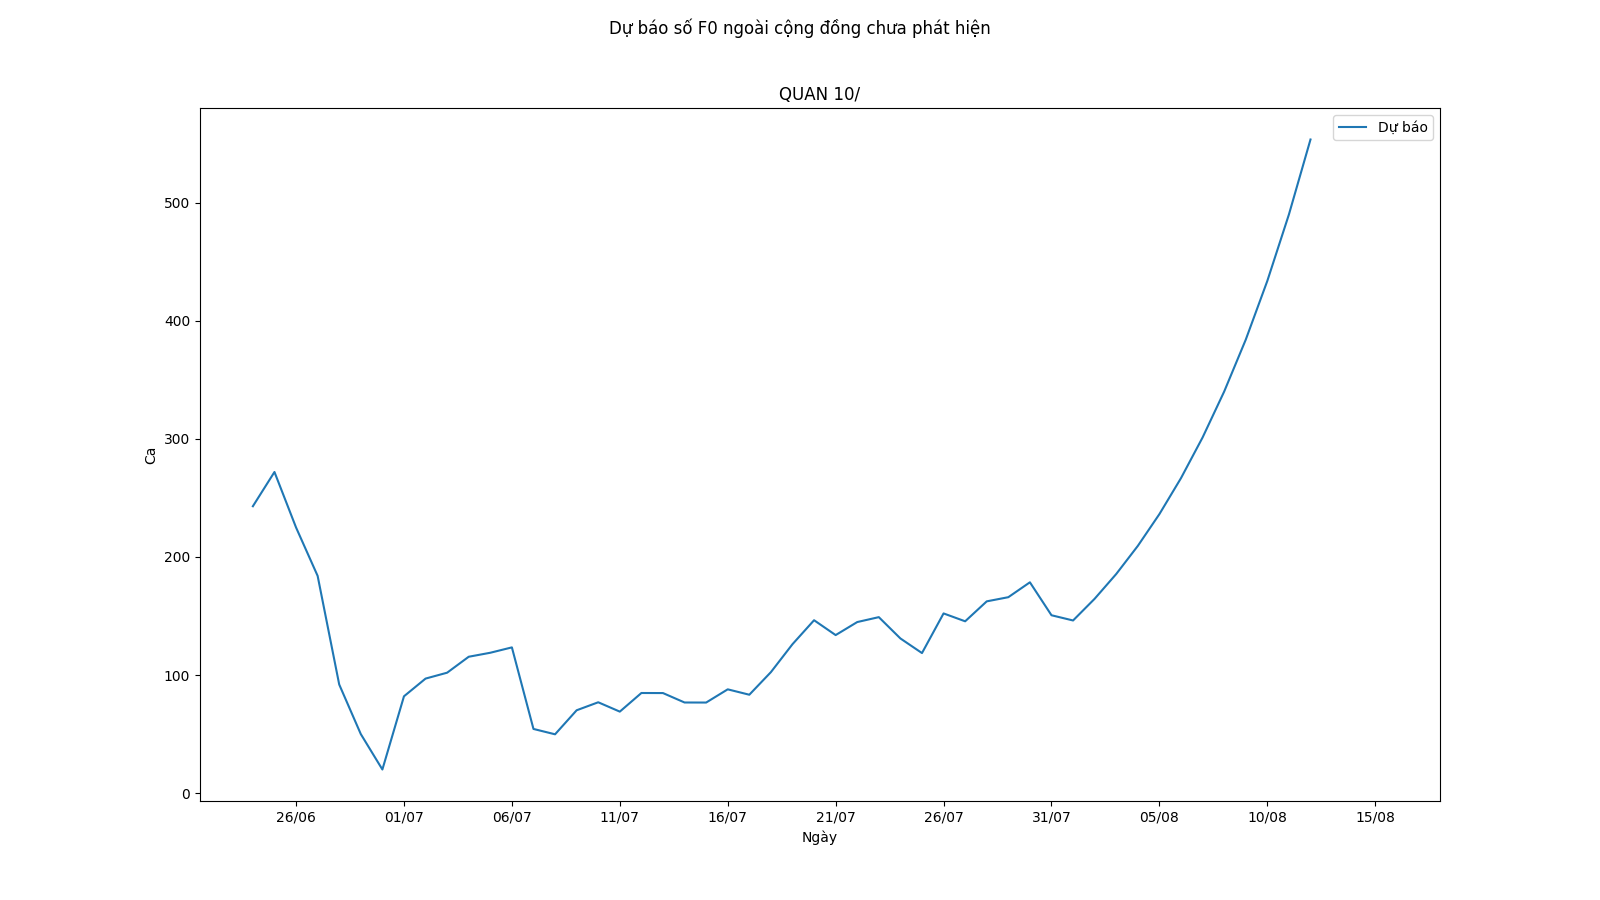 Dự báo số F0 ngoài cộng đồng chưa phát hiện
QUAN 10/
Dự báo
500
400
300
200
100
0
Ca
26/06 01/07 06/07 11/07 16/07 21/07 26/07 31/07 05/08 10/08 15/08
Ngày